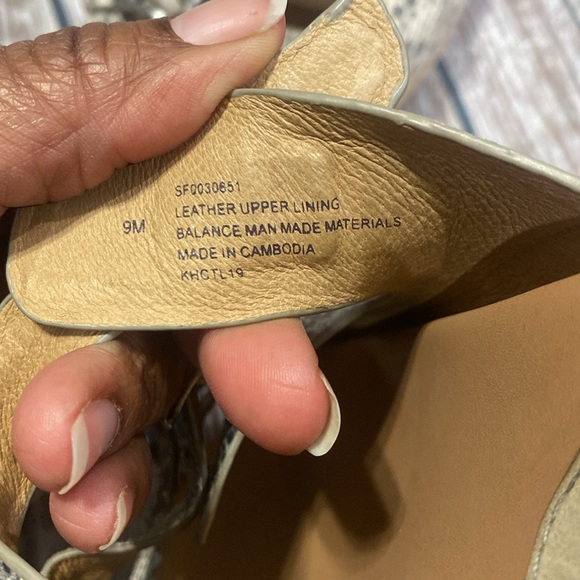 SF0030651
9M
LEATHER UPPER LINING
BALANCE MAN MADE MATERIALS
MADE IN CAMBODIA
KHCTL19